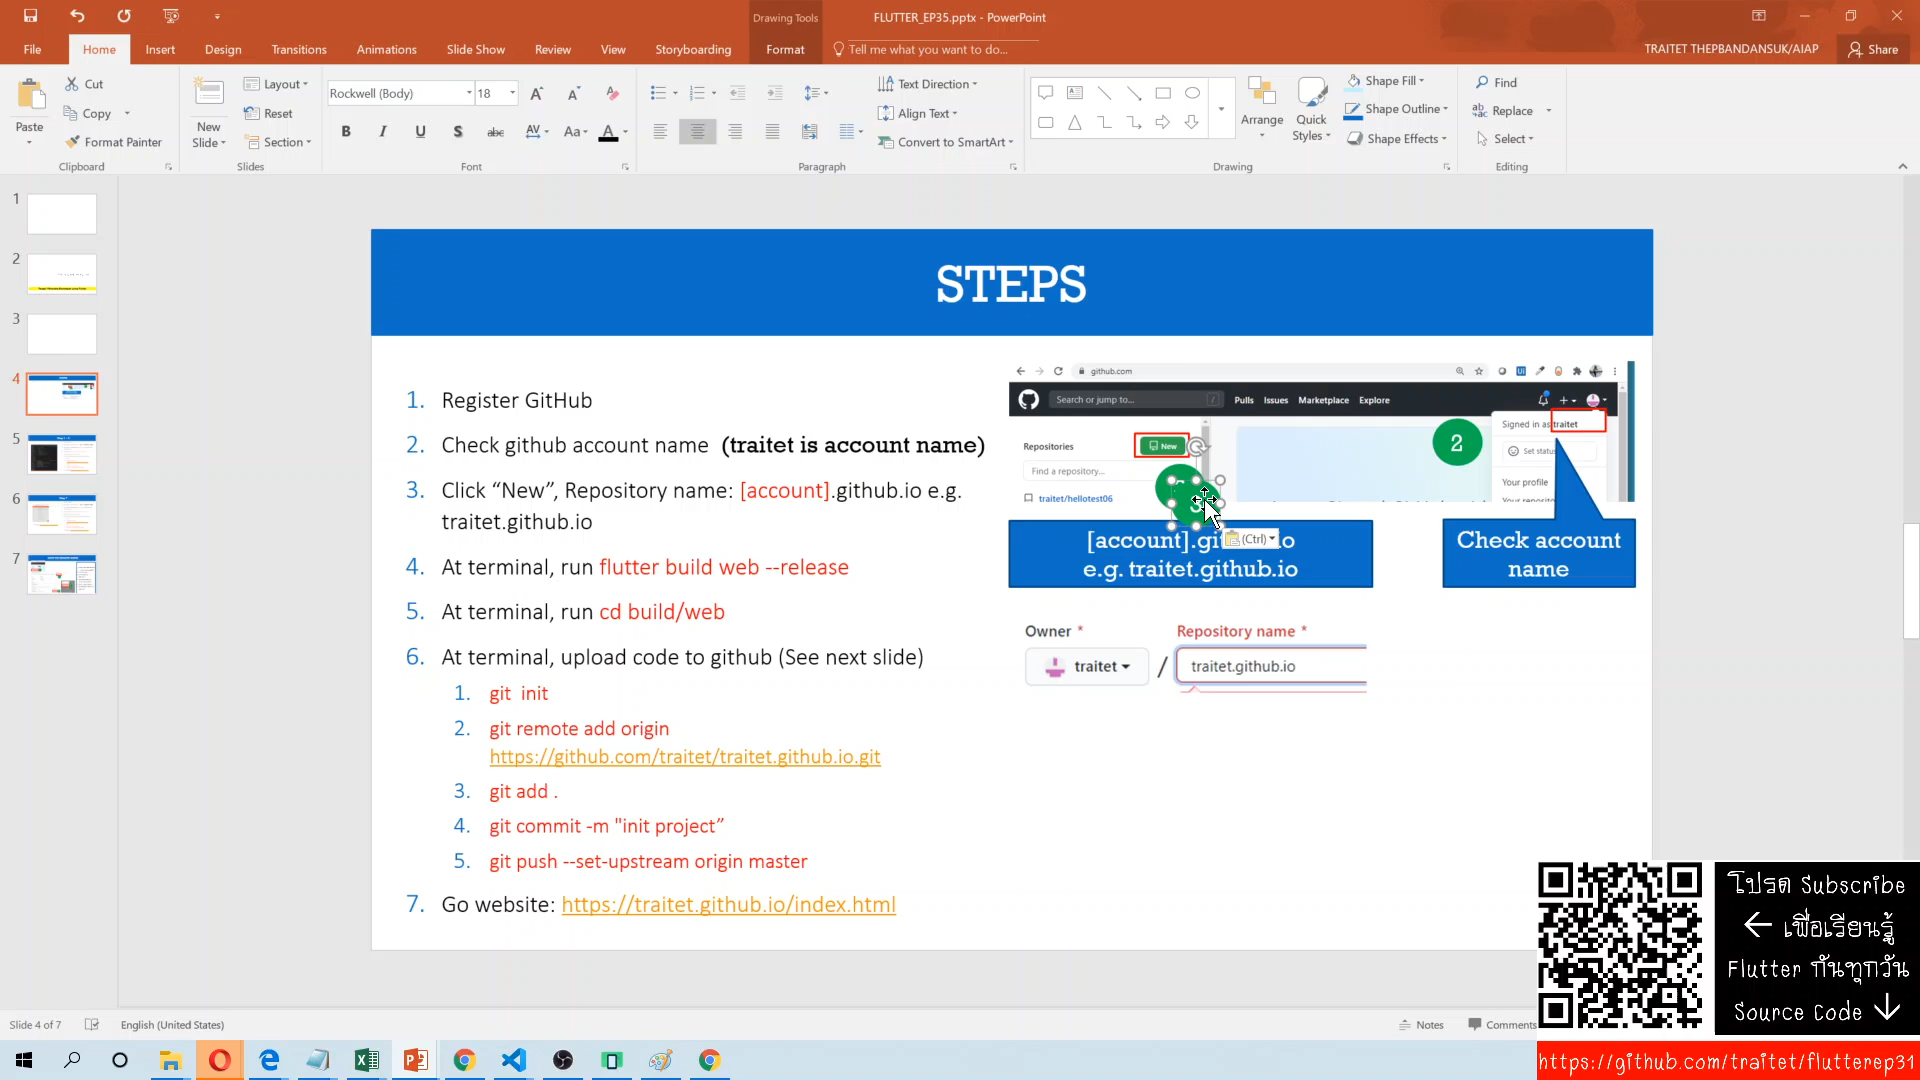 Drawing Tools
FLUTTER_EP35.pptx - PowerPoint
File
Home
Insert
Design
Transitions
Animations
Slide Show
Review
View
Storyboarding
Format
Tell me what you want to do...
TRAITET THEPBANDANSUK/AIAP
Share
Paste
Cut
Copy
Format Painter
Clipboard
New
Slide
Layout
Reset
Section
Slides
Rockwell (Body)
18
B
I
U
S
abc
AV
Aa
A
Font
Text Direction
Align Text
Convert to SmartArt
Paragraph
Arrange
Quick
Styles
Shape Fill
Shape Outline
Shape Effects
Drawing
Find
Replace
Select
Editing
1
2
3
4
5
6
7
STEPS
1. Register GitHub
2. Check github account name (traitet is account name)
3. Click “New”, Repository name: [account].github.io e.g.
traitet.github.io
4. At terminal, run flutter build web --release
5. At terminal, run cd build/web
6. At terminal, upload code to github (See next slide)
1. git init
2. git remote add origin
https://github.com/traitet/traitet.github.io.git
3. git add .
4. git commit -m "init project”
5. git push --set-upstream origin master
7. Go website: https://traitet.github.io/index.html
github.com
Search or jump to...
Pulls
Issues
Marketplace
Explore
Signed in as traitet
Repositories
New
2
Set status
Find a repository...
Your profile
traitet/hellotest06
(Ctrl)
e.g. traitet.github.io
Check account
name
Owner *
Repository name *
traitet
/
traitet.github.io
โปรด Subscribe
← เพื่อเรียนรู้
Flutter กันทุกวัน
Source Code ↓
https://github.com/traitet/flutterep31
Slide 4 of 7
English (United States)
Notes
Comments